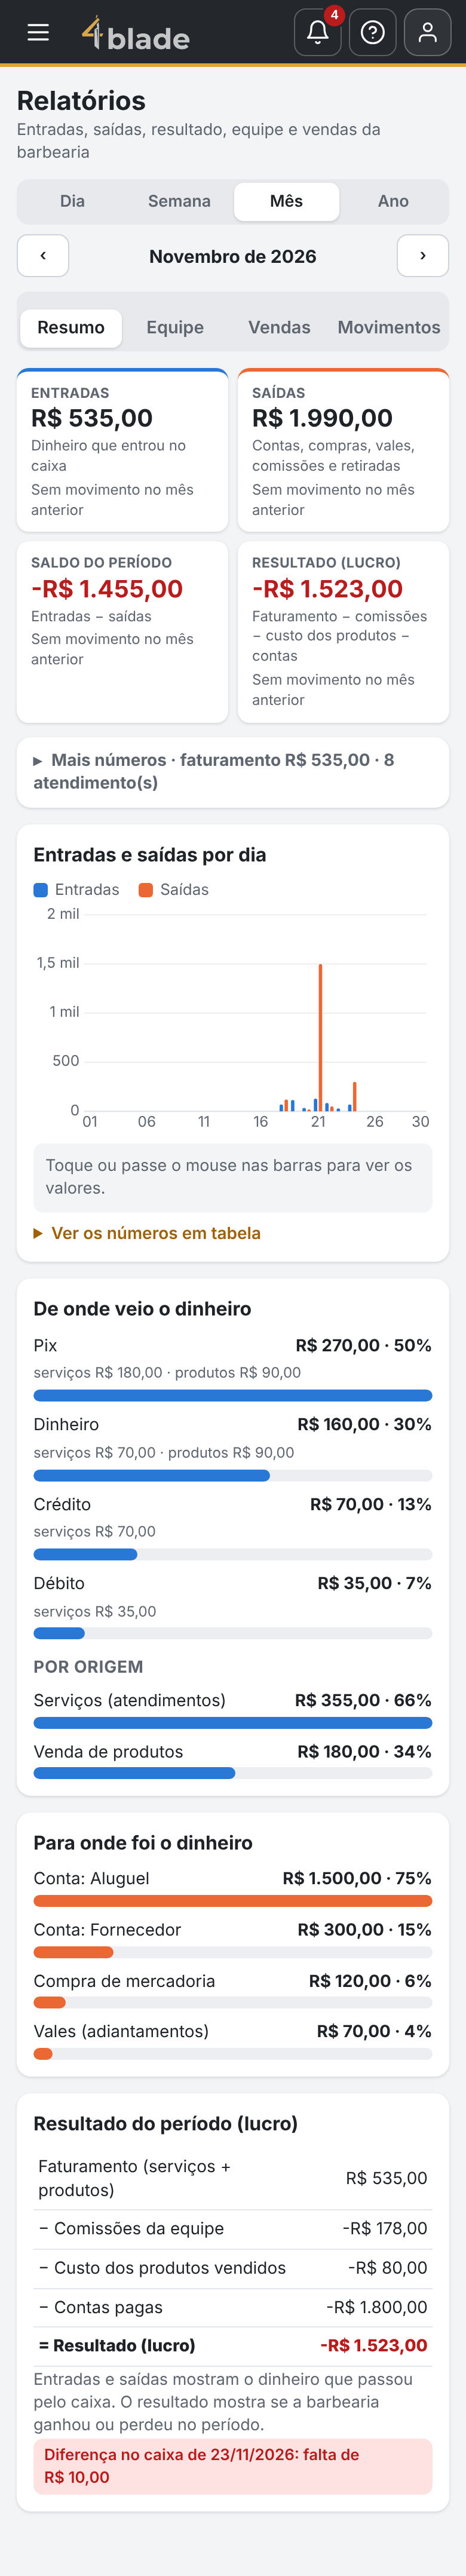 4blade
4
Relatórios
Entradas, saídas, resultado, equipe e vendas da
barbearia
Dia Semana Mês Ano
‹ Novembro de 2026 ›
Resumo Equipe Vendas Movimentos
ENTRADAS
R$ 535,00
Dinheiro que entrou no
caixa
Sem movimento no mês
anterior
SAÍDAS
R$ 1.990,00
Contas, compras, vales,
comissões e retiradas
Sem movimento no mês
anterior
SALDO DO PERÍODO
-R$ 1.455,00
Entradas − saídas
Sem movimento no mês
anterior
RESULTADO (LUCRO)
-R$ 1.523,00
Faturamento − comissões
− custo dos produtos −
contas
Sem movimento no mês
anterior
▸ Mais números · faturamento R$ 535,00 · 8
atendimento(s)
Entradas e saídas por dia
Entradas Saídas
2 mil
1,5 mil
1 mil
500
0
01 06 11 16 21 26 30
Toque ou passe o mouse nas barras para ver os
valores.
▸ Ver os números em tabela
De onde veio o dinheiro
Pix R$ 270,00 · 50%
serviços R$ 180,00 · produtos R$ 90,00
Dinheiro R$ 160,00 · 30%
serviços R$ 70,00 · produtos R$ 90,00
Crédito R$ 70,00 · 13%
serviços R$ 70,00
Débito R$ 35,00 · 7%
serviços R$ 35,00
POR ORIGEM
Serviços (atendimentos) R$ 355,00 · 66%
Venda de produtos R$ 180,00 · 34%
Para onde foi o dinheiro
Conta: Aluguel R$ 1.500,00 · 75%
Conta: Fornecedor R$ 300,00 · 15%
Compra de mercadoria R$ 120,00 · 6%
Vales (adiantamentos) R$ 70,00 · 4%
Resultado do período (lucro)
Faturamento (serviços +
produtos) R$ 535,00
− Comissões da equipe -R$ 178,00
− Custo dos produtos vendidos -R$ 80,00
− Contas pagas -R$ 1.800,00
= Resultado (lucro) -R$ 1.523,00
Entradas e saídas mostram o dinheiro que passou
pelo caixa. O resultado mostra se a barbearia
ganhou ou perdeu no período.
Diferença no caixa de 23/11/2026: falta de
R$ 10,00